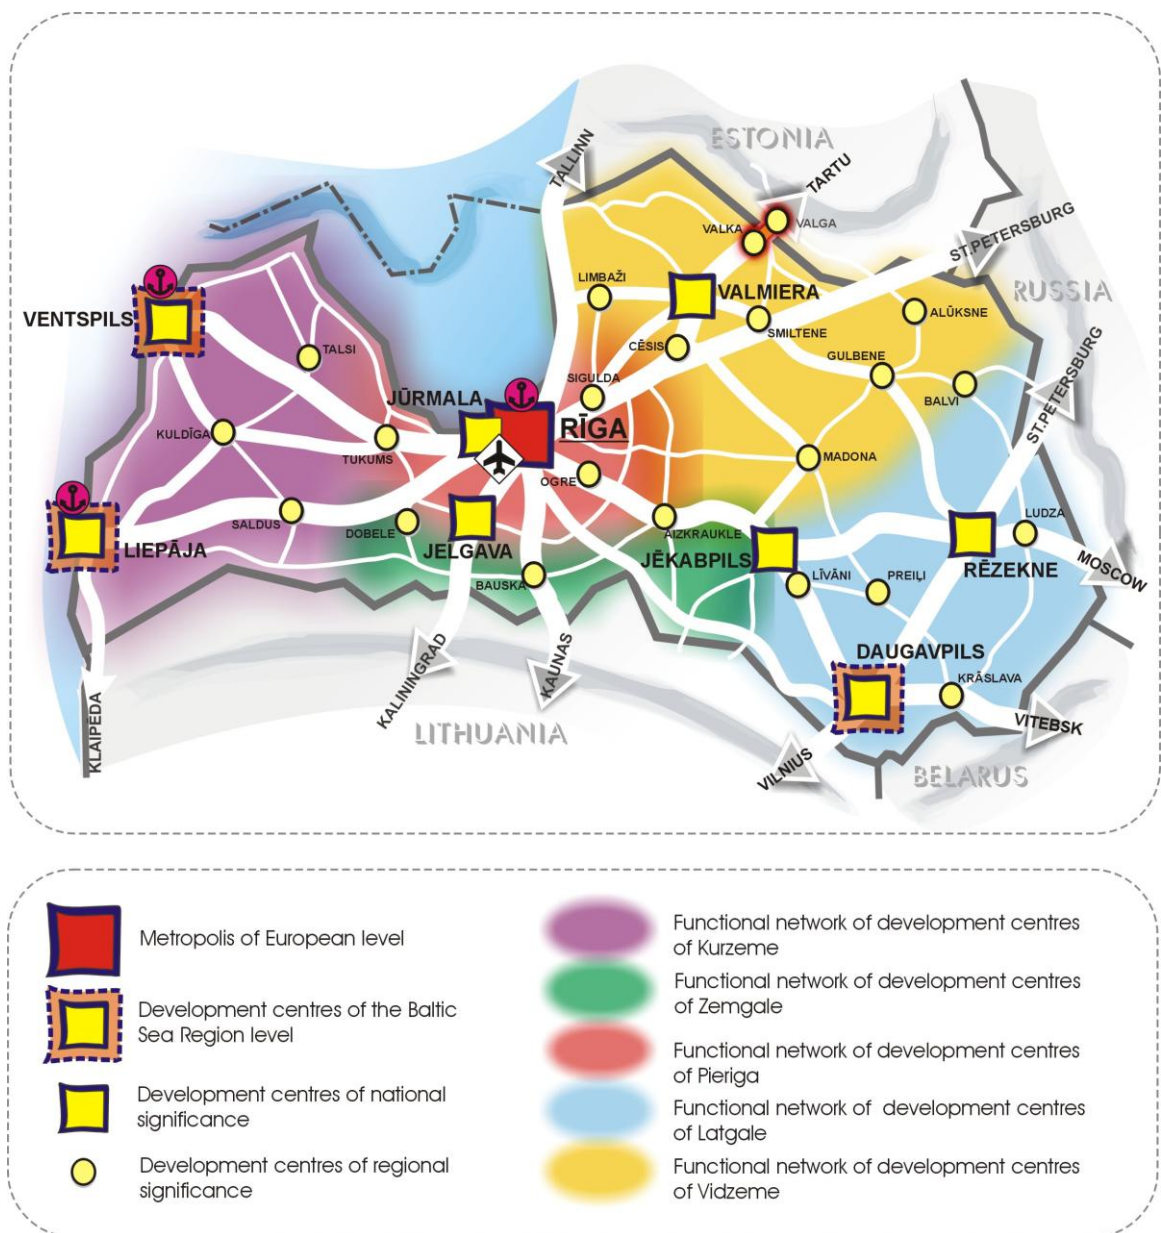 ESTONIA
TALLINN
TARTU
VALKA
VALGA
ST.PETERSBURG
RUSSIA
LIMBAŽI
VALMIERA
ALŪKSNE
VENTSPILS
SMILTENE
TALSI
CĒSIS
GULBENE
ST.PETERSBURG
SIGULDA
BALVI
JŪRMALA
RĪGA
KULDĪGA
TUKUMS
MADONA
OGRE
SALDUS
DOBELE
AIZKRAUKLE
LUDZA
LIEPĀJA
JELGAVA
JĒKABPILS
RĒZEKNE
MOSCOW
BAUSKA
LĪVĀNI
PREIĻI
DAUGAVPILS
KRĀSLAVA
KALININGRAD
KAUNAS
KLAIPĖDA
LITHUANIA
VITEBSK
VILNIUS
BELARUS
Metropolis of European level
Development centres of the Baltic
Sea Region level
Development centres of national
significance
Development centres of regional
significance
Functional network of development centres
of Kurzeme
Functional network of development centres
of Zemgale
Functional network of development centres
of Pieriga
Functional network of development centres
of Latgale
Functional network of development centres
of Vidzeme